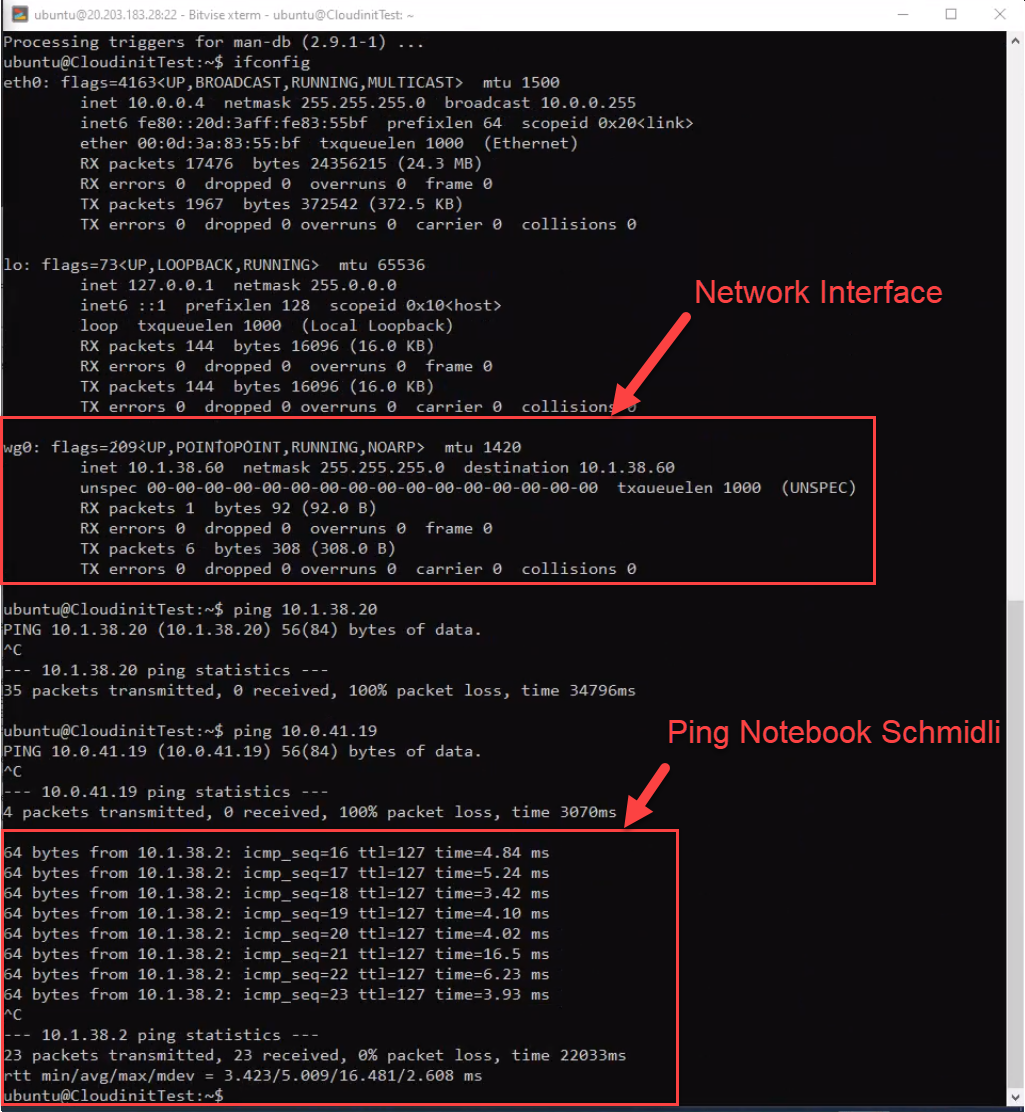 ubuntu@20.203.183.28:22 - Bitvise xterm - ubuntu@CloudinitTest: ~
Processing triggers for man-db (2.9.1-1) ...
ubuntu@CloudinitTest:~$ ifconfig
eth0: flags=4163<UP,BROADCAST,RUNNING,MULTICAST>  mtu 1500
        inet 10.0.0.4  netmask 255.255.255.0  broadcast 10.0.0.255
        inet6 fe80::20d:3aff:fe83:55bf  prefixlen 64  scopeid 0x20<link>
        ether 00:0d:3a:83:55:bf  txqueuelen 1000  (Ethernet)
        RX packets 17476  bytes 24356215 (24.3 MB)
        RX errors 0  dropped 0  overruns 0  frame 0
        TX packets 1967  bytes 372542 (372.5 KB)
        TX errors 0  dropped 0 overruns 0  carrier 0  collisions 0
lo: flags=73<UP,LOOPBACK,RUNNING>  mtu 65536
        inet 127.0.0.1  netmask 255.0.0.0
Network Interface
        inet6 ::1  prefixlen 128  scopeid 0x10<host>
        loop  txqueuelen 1000  (Local Loopback)
        RX packets 144  bytes 16096 (16.0 KB)
        RX errors 0  dropped 0  overruns 0  frame 0
        TX packets 144  bytes 16096 (16.0 KB)
        TX errors 0  dropped 0 overruns 0  carrier 0  collisions 0
wg0: flags=209<UP,POINTOPOINT,RUNNING,NOARP>  mtu 1420
        inet 10.1.38.60  netmask 255.255.255.0  destination 10.1.38.60
        unspec 00-00-00-00-00-00-00-00-00-00-00-00-00-00-00-00  txqueuelen 1000  (UNSPEC)
        RX packets 1  bytes 92 (92.0 B)
        RX errors 0  dropped 0  overruns 0  frame 0
        TX packets 6  bytes 308 (308.0 B)
        TX errors 0  dropped 0 overruns 0  carrier 0  collisions 0
ubuntu@CloudinitTest:~$ ping 10.1.38.20
PING 10.1.38.20 (10.1.38.20) 56(84) bytes of data.
^C
--- 10.1.38.20 ping statistics ---
35 packets transmitted, 0 received, 100% packet loss, time 34796ms
ubuntu@CloudinitTest:~$ ping 10.0.41.19
Ping Notebook Schmidli
PING 10.0.41.19 (10.0.41.19) 56(84) bytes of data.
^C
--- 10.0.41.19 ping statistics ---
4 packets transmitted, 0 received, 100% packet loss, time 3070ms
64 bytes from 10.1.38.2: icmp_seq=16 ttl=127 time=4.84 ms
64 bytes from 10.1.38.2: icmp_seq=17 ttl=127 time=5.24 ms
64 bytes from 10.1.38.2: icmp_seq=18 ttl=127 time=3.42 ms
64 bytes from 10.1.38.2: icmp_seq=19 ttl=127 time=4.10 ms
64 bytes from 10.1.38.2: icmp_seq=20 ttl=127 time=4.02 ms
64 bytes from 10.1.38.2: icmp_seq=21 ttl=127 time=16.5 ms
64 bytes from 10.1.38.2: icmp_seq=22 ttl=127 time=6.23 ms
64 bytes from 10.1.38.2: icmp_seq=23 ttl=127 time=3.93 ms
^C
--- 10.1.38.2 ping statistics ---
23 packets transmitted, 23 received, 0% packet loss, time 22033ms
rtt min/avg/max/mdev = 3.423/5.009/16.481/2.608 ms
ubuntu@CloudinitTest:~$